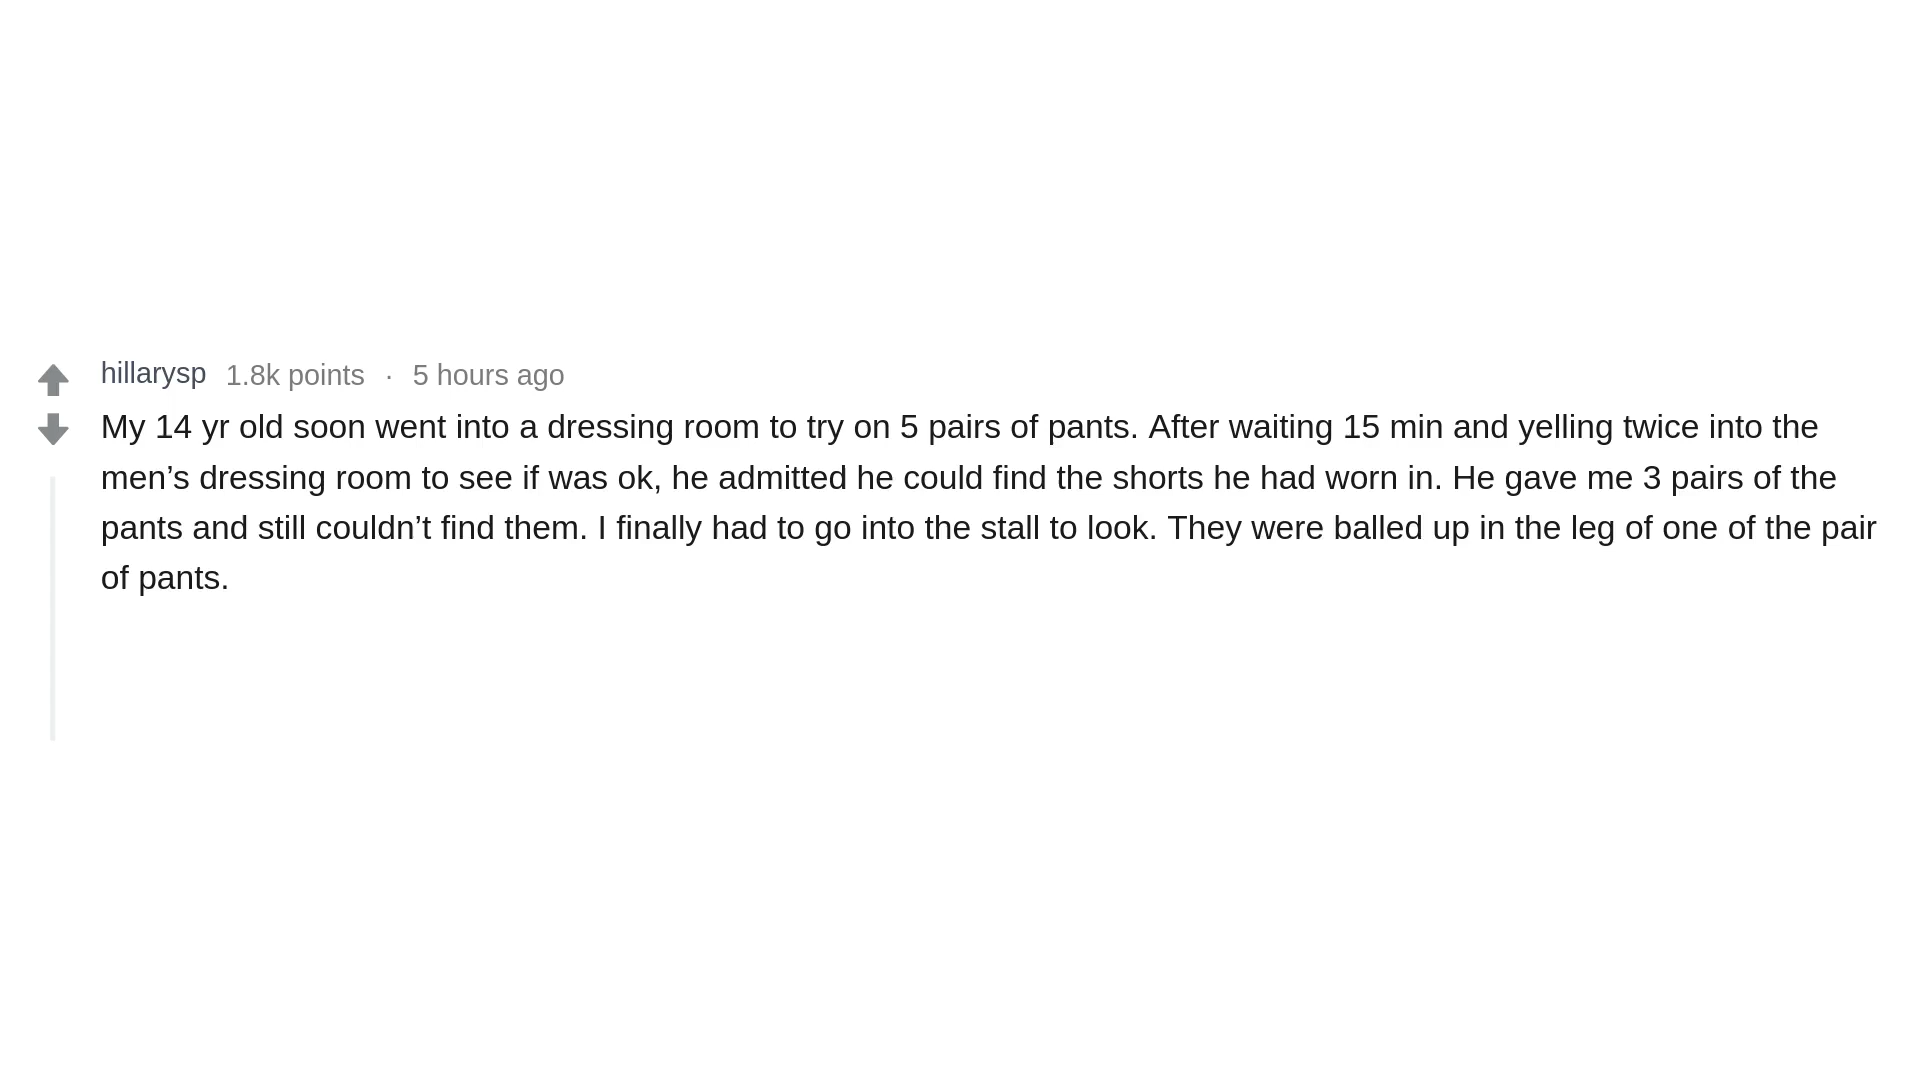 hillarysp 1.8k points · 5 hours ago
My 14 yr old soon went into a dressing room to try on 5 pairs of pants. After waiting 15 min and yelling twice into the
men’s dressing room to see if was ok, he admitted he could find the shorts he had worn in. He gave me 3 pairs of the
pants and still couldn’t find them. I finally had to go into the stall to look. They were balled up in the leg of one of the pair
of pants.